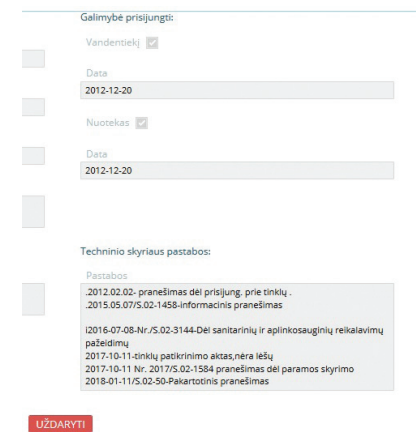 Galimybė prisijungti:
Vandentiekį
Data
2012-12-20
Nuotekas
Data
2012-12-20
Techninio skyriaus pastabos:
Pastabos
.2012.02.02- pranešimas dėl prisijung. prie tinklų .
.2015.05.07/S.02-1458-informacinis pranešimas
i2016-07-08-Nr./S.02-3144-Dėl sanitarinių ir aplinkosauginių reikalavimų
pažeidimų
2017-10-11-tinklų patikrinimo aktas,nėra lėšų
2017-10-11 Nr. 2017/S.02-1584 pranešimas dėl paramos skyrimo
2018-01-11/S.02-50-Pakartotinis pranešimas
UŽDARYTI